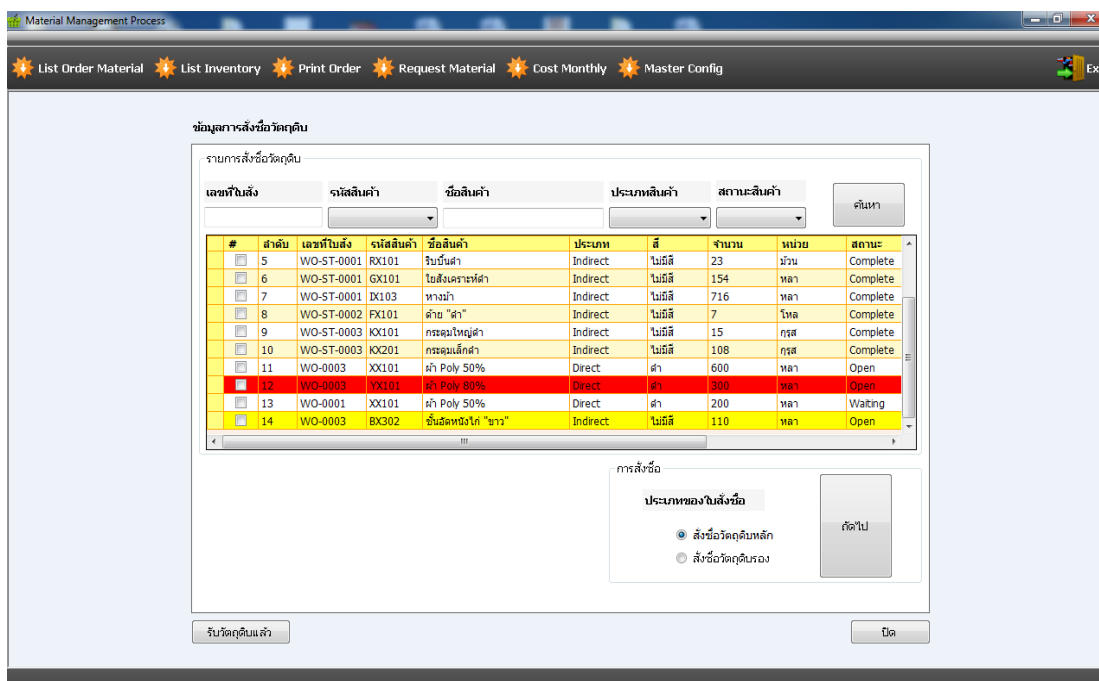 Material Management Process
List Order Material List Inventory Print Order Request Material Cost Monthly Master Config Ex
ข้อมูลการสั่งซื้อวัตถุดิบ
รายการสั่งซื้อวัตถุดิบ
เลขที่ใบสั่ง รหัสสินค้า ชื่อสินค้า ประเภทสินค้า สถานะสินค้า
ค้นหา
# ลำดับ เลขที่ใบสั่ง รหัสสินค้า ชื่อสินค้า ประเภท สี จำนวน หน่วย สถานะ
5 WO-ST-0001 RX101 ริบบิ้นดำ Indirect ไม่มีสี 23 ม้วน Complete
6 WO-ST-0001 GX101 ใยสังเคราะห์ดำ Indirect ไม่มีสี 154 หลา Complete
7 WO-ST-0001 IX103 หางม้า Indirect ไม่มีสี 716 หลา Complete
8 WO-ST-0002 FX101 ด้าย "ดำ" Indirect ไม่มีสี 7 โหล Complete
9 WO-ST-0003 KX101 กระดุมใหญ่ดำ Indirect ไม่มีสี 15 กุรุส Complete
10 WO-ST-0003 KX201 กระดุมเล็กดำ Indirect ไม่มีสี 108 กุรุส Complete
11 WO-0003 XX101 ผ้า Poly 50% Direct ดำ 600 หลา Open
12 WO-0003 YX101 ผ้า Poly 80% Direct ดำ 300 หลา Open
13 WO-0001 XX101 ผ้า Poly 50% Direct ดำ 200 หลา Waiting
14 WO-0003 BX302 ชิ้นอัดหนังไก่ "ขาว" Indirect ไม่มีสี 110 หลา Open
การสั่งซื้อ
ประเภทของใบสั่งซื้อ
สั่งซื้อวัตถุดิบหลัก
สั่งซื้อวัตถุดิบรอง
ถัดไป
รับวัตถุดิบแล้ว ปิด